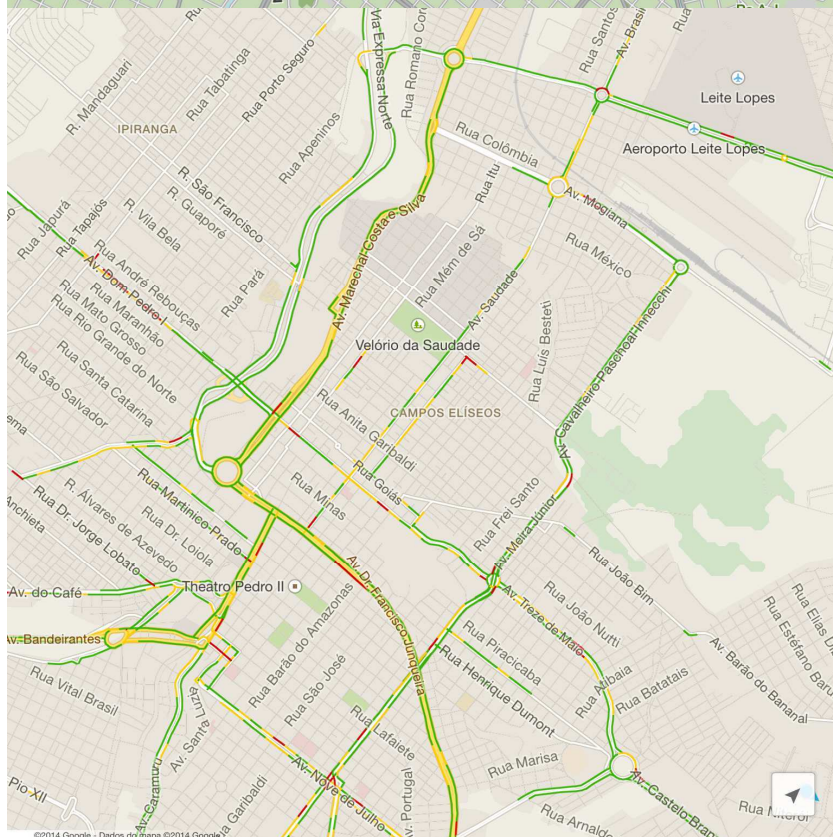 Via Expressa Norte
Rua Romano Cor
Rua Santos
Av. Brasil
Rua
Rua Porto Seguro
Rua Tabatinga
R. Mandaguari
Leite Lopes
IPIRANGA
Rua Colômbia
Aeroporto Leite Lopes
Rua Apeninos
Rua Itu
R. São Francisco
R. Guaporé
Av. Mogiana
Rua Tapajós
R. Vila Bela
Av. Marechal Costa e Silva
Rua Japurá
Rua México
Rua Mém de Sá
Rua André Rebouças
Av. Dom Pedro I
Rua Pará
Av. Saudade
Rua Maranhão
Rua Mato Grosso
Rua Rio Grande do Norte
Velório da Saudade
Rua Luís Besteti
Av. Cavalheiro Paschoal Innecchi
Rua Santa Catarina
Rua São Salvador
CAMPOS ELÍSEOS
Rua Anita Garibaldi
ema
Rua Goiás
Rua Martinico Prado
Rua Minas
R. Álvares de Azevedo
Rua Frei Santo
Anchieta
Rua Dr. Jorge Lobato
Rua Dr. Loiola
Av. Meira Júnior
Rua João Bim
Theatro Pedro II
Av. do Café
Av. Dr. Francisco Junqueira
Av. Treze de Maio
Rua João Nutti
Rua Elias D
Rua Estéfano Baru
Av. Bandeirantes
Rua Barão do Amazonas
Rua Piracicaba
Av. Barão do Bananal
Rua Henrique Dumont
Rua São José
Rua Atibaia
Rua Batatais
Rua Vital Brasil
Luzá
Av. Sant'a
Rua Lafaiete
Rua Marisa
Av. Nove de Julho
Av. Portugal
Av. Castelo Bran
Pio XII
Av. Caramuru
a Garibaldi
Rua Arnaldo
Rua Niterói
©2014 Google - Dados do mapa ©2014 Google